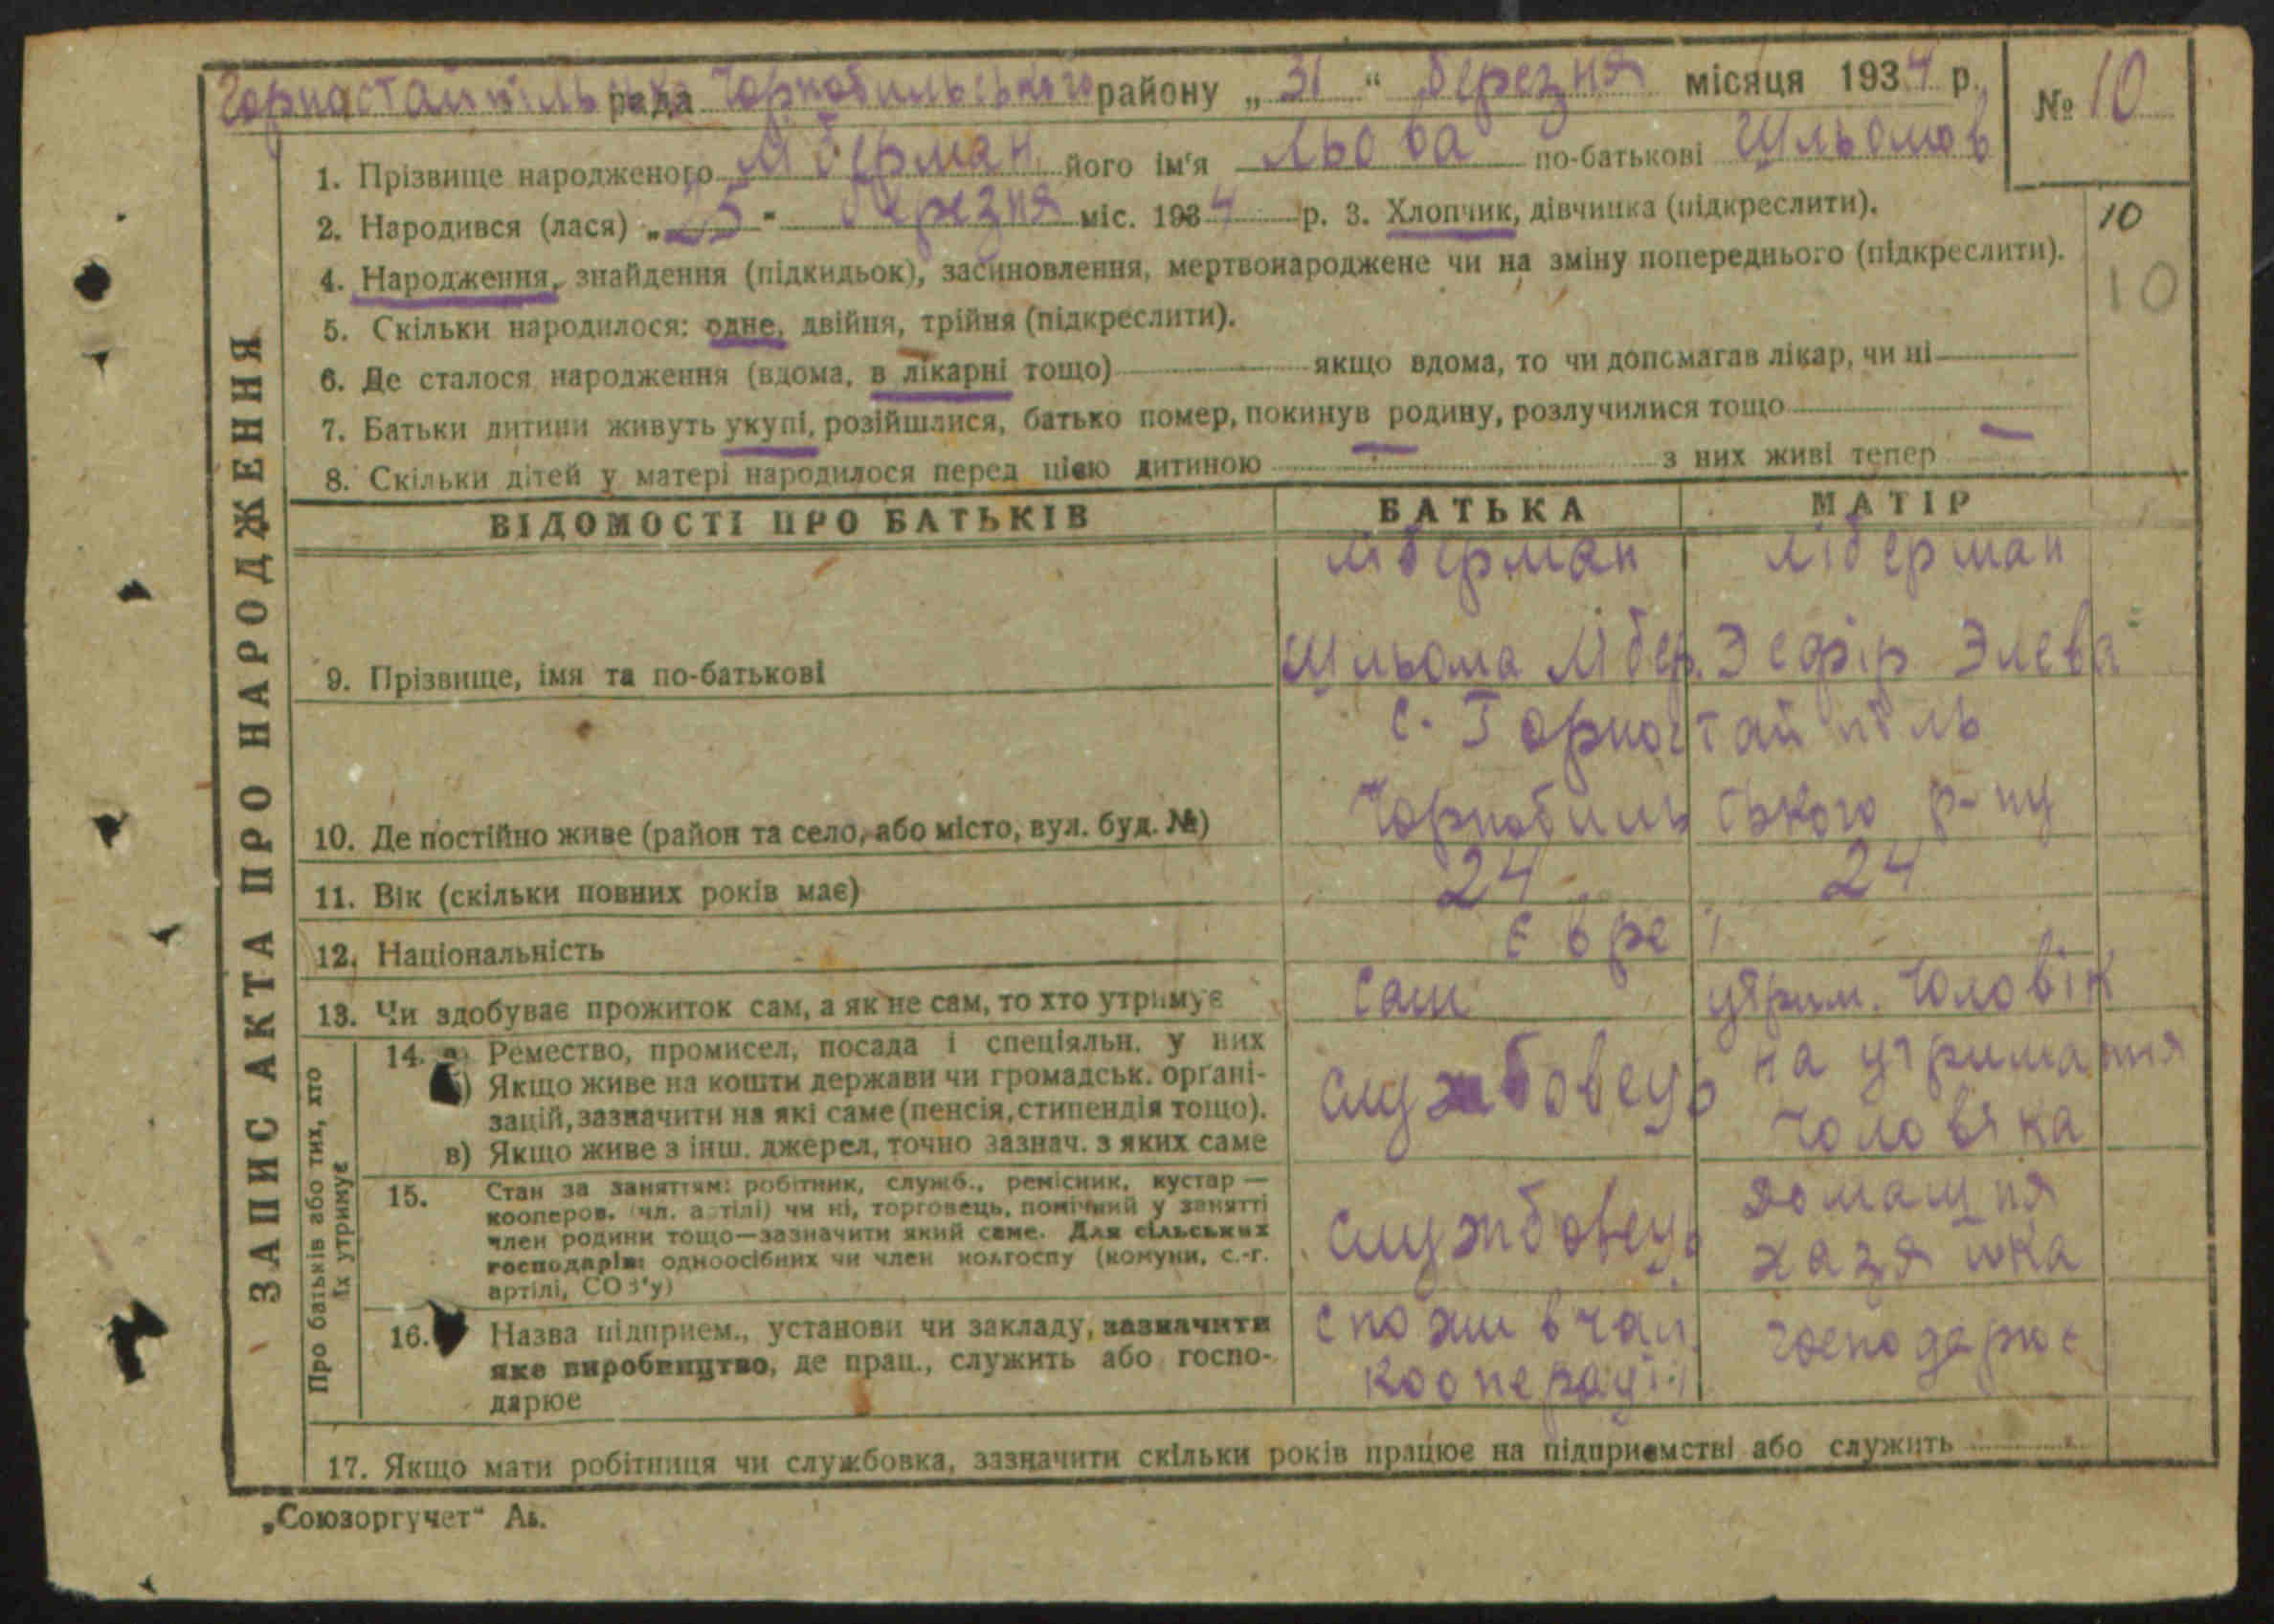 Горностайпільська рада Чорнобильського району „31“ березня місяця 1934 р. № 10
1. Прізвище народженого Ліберман його ім'я Льова по-батькові Шльомов
2. Народився (лася) „25“ березня міс. 1934 р. 3. Хлопчик, дівчинка (підкреслити).
10
4. Народження, знайдення (підкидьок), засиновлення, мертвонароджене чи на зміну попереднього (підкреслити).
10
5. Скільки народилося: одне, двійня, трійня (підкреслити).
6. Де сталося народження (вдома, в лікарні тощо) якщо вдома, то чи допомагав лікар, чи ні
7. Батьки дитини живуть укупі, розійшлися, батько помер, покинув родину, розлучилися тощо
8. Скільки дітей у матері народилося перед цією дитиною — з них живі тепер —
ЗАПИС АКТА ПРО НАРОДЖЕННЯ
ВІДОМОСТІ ПРО БАТЬКІВ БАТЬКА МАТІР
Ліберман Ліберман
9. Прізвище, імя та по-батькові Шльома Лібер. Эсфір Элева
с. Горностайпіль
10. Де постійно живе (район та село, або місто, вул. буд. №) Чорнобильського р-ну
11. Вік (скільки повних років має) 24 24
12. Національність євреї
13. Чи здобуває прожиток сам, а як не сам, то хто утримує сам утрим. чоловік
Про батьків або тих, хто їх утримує
14. а) Ремество, промисел, посада і спеціяльн. у них
) Якщо живе на кошти держави чи громадськ. органі-
зацій, зазначити на які саме (пенсія, стипендія тощо).
в) Якщо живе з інш. джерел, точно зазнач. з яких саме
службовець
на утримання
чоловяка
15. Стан за заняттям: робітник, служб., ремісник, кустар —
кооперов. (чл. артілі) чи ні, торговець, помічний у занятті
член родини тощо—зазначити який саме. Для сільських
господарів: одноосібних чи член колгоспу (комуни, с.-г.
артілі, СОЗ'у)
службовець
домашня
хазяйка
16. Назва підприєм., установи чи закладу, зазначити
яке виробництво, де прац., служить або госпо-
дарює
споживчай
кооперації
господарює
17. Якщо мати робітниця чи службовка, зазначити скільки років працює на підприємстві або служить
„Союзоргучет“